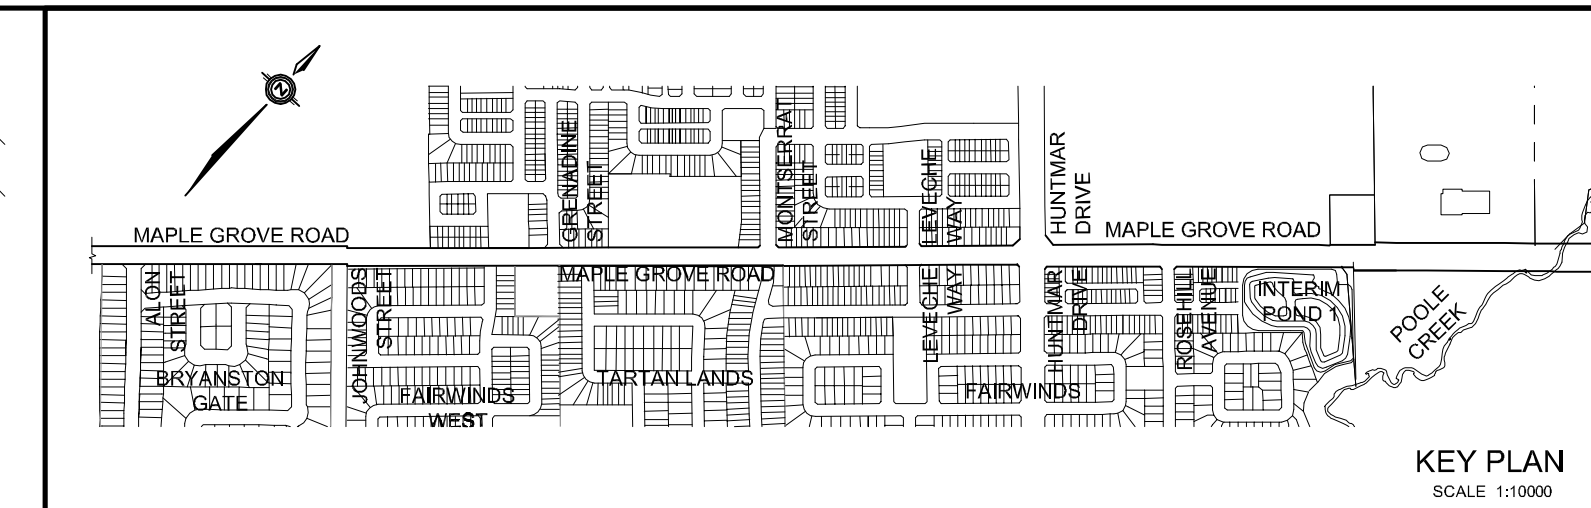 N
GRENADINE
STREET
MONTSERRAT
STREET
LEVECHE
WAY
HUNTMAR
DRIVE
MAPLE GROVE ROAD
MAPLE GROVE ROAD
MAPLE GROVE ROAD
ALON
STREET
JOHNWOODS
STREET
LEVECHE
WAY
HUNTMAR
DRIVE
ROSEHILL
AVENUE
INTERIM
POND 1
POOLE
CREEK
BRYANSTON
GATE
FAIRWINDS
WEST
TARTAN LANDS
FAIRWINDS
KEY PLAN
SCALE 1:10000